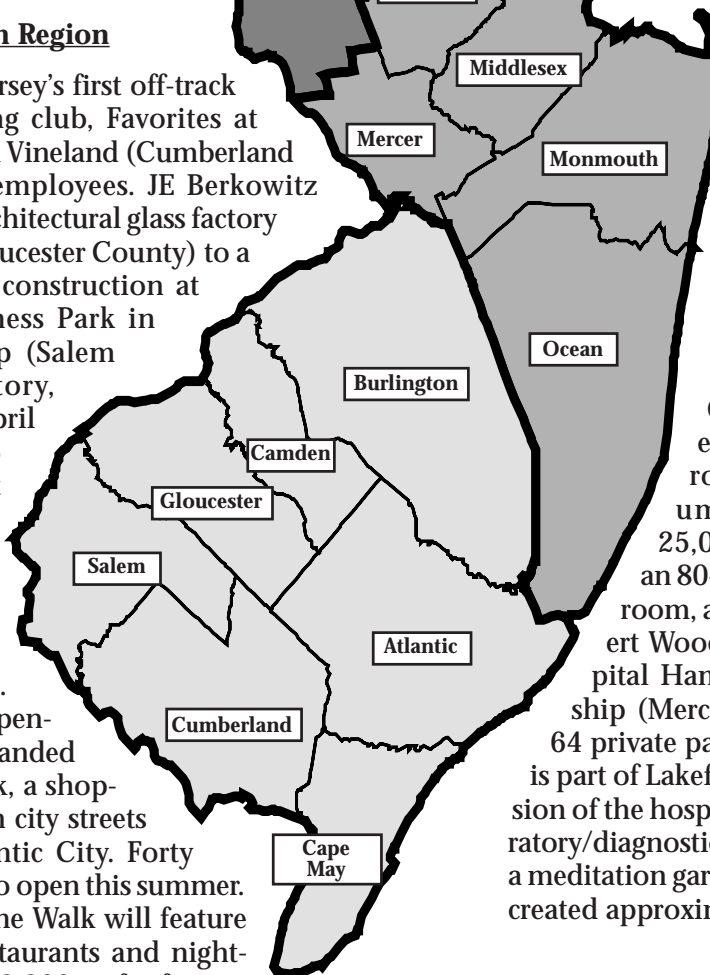 n Region
rsey's first off-track
ng club, Favorites at
Vineland (Cumberland
employees. JE Berkowitz
chitectural glass factory
ucester County) to a
construction at
ness Park in
p (Salem
tory,
pril
.
pen-
anded
k, a shop-
n city streets
ntic City. Forty
o open this summer.
he Walk will feature
taurants and night-
Middlesex
Mercer
Monmouth
Ocean
Burlington
Camden
Gloucester
Salem
Atlantic
Cumberland
Cape
May
e
ro
um
25,0
an 80-
room, a
ert Wood
pital Ham
ship (Merc
64 private pa
is part of Lakef
sion of the hosp
ratory/diagnostic
a meditation gar
created approxin